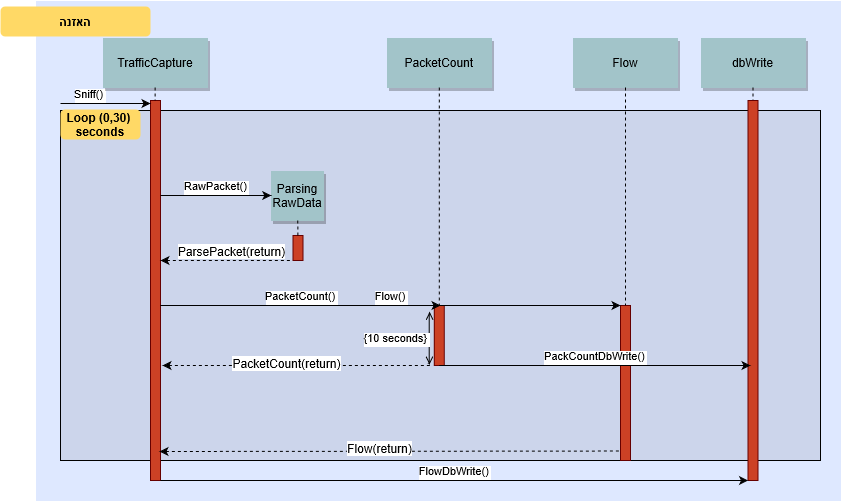 האזנה
TrafficCapture
PacketCount
Flow
dbWrite
Sniff()
Loop (0,30)
seconds
RawPacket()
Parsing
RawData
ParsePacket(return)
PacketCount()
Flow()
{10 seconds}
PackCountDbWrite()
PacketCount(return)
Flow(return)
FlowDbWrite()